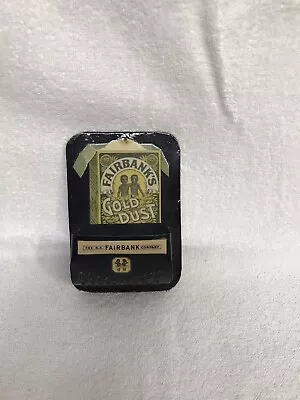 FAIRBANK'S
GOLD
DUST
THE N.K. FAIRBANK COMPANY